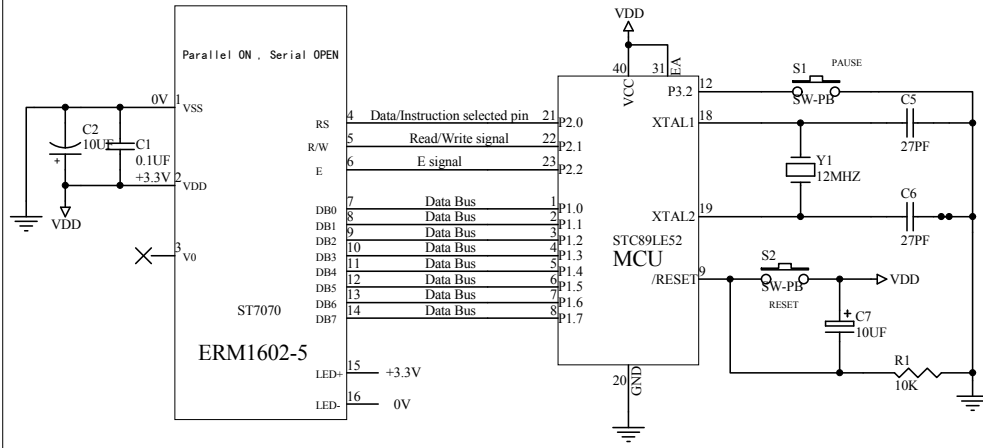 Parallel ON , Serial OPEN
0V
1
VSS
C2
10UF
+
C1
0.1UF
+3.3V
2
VDD
VDD
3
V0
ST7070
ERM1602-5
RS
4
Data/Instruction selected pin
21
P2.0
R/W
5
Read/Write signal
22
P2.1
E
6
E signal
23
P2.2
DB0
7
Data Bus
1
P1.0
DB1
8
Data Bus
2
P1.1
DB2
9
Data Bus
3
P1.2
DB3
10
Data Bus
4
P1.3
DB4
11
Data Bus
5
P1.4
DB5
12
Data Bus
6
P1.5
DB6
13
Data Bus
7
P1.6
DB7
14
Data Bus
8
P1.7
LED+
15
+3.3V
LED-
16
0V
VDD
40
VCC
31
EA
P3.2
12
S1
PAUSE
SW-PB
XTAL1
18
C5
27PF
Y1
12MHZ
XTAL2
19
C6
27PF
STC89LE52
MCU
/RESET
9
S2
SW-PB
RESET
VDD
+
C7
10UF
R1
10K
20
GND